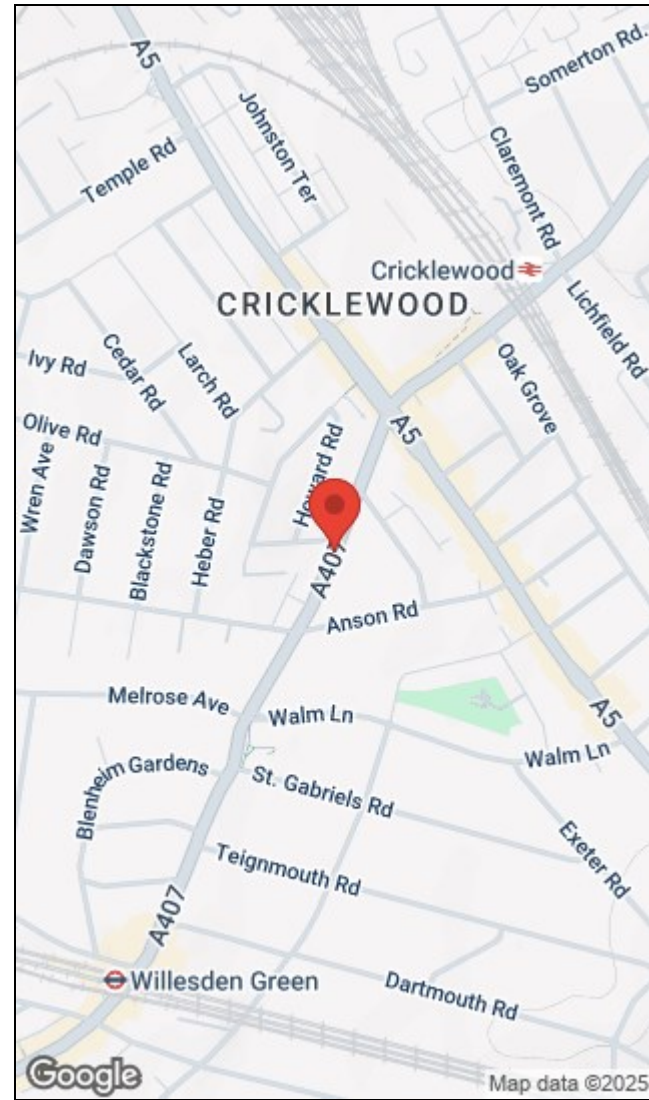 A5
Somerton Rd.
Johnston Ter
Claremont Rd
Temple Rd
Cricklewood
CRICKLEWOOD
Lichfield Rd
Ivy Rd
Cedar Rd
Larch Rd
Oak Grove
Olive Rd
A5
Howard Rd
Wren Ave
Dawson Rd
Blackstone Rd
Heber Rd
A407
Anson Rd
Melrose Ave
Walm Ln
A5
Walm Ln
Blenheim Gardens
St. Gabriels Rd
Exeter Rd
Teignmouth Rd
A407
Willesden Green
Dartmouth Rd
Google
Map data ©2025